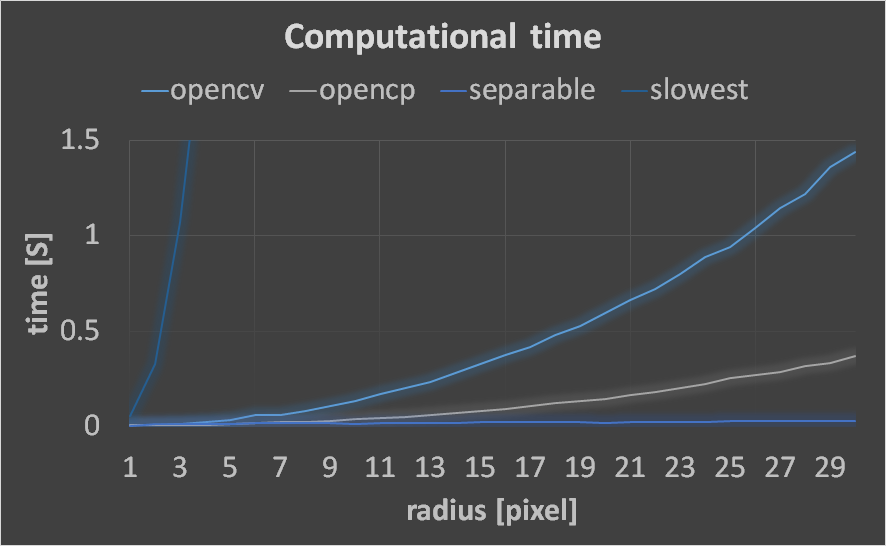 Computational time
opencv opencp separable slowest
1.5
1
0.5
0
time [S]
1 3 5 7 9 11 13 15 17 19 21 23 25 27 29
radius [pixel]